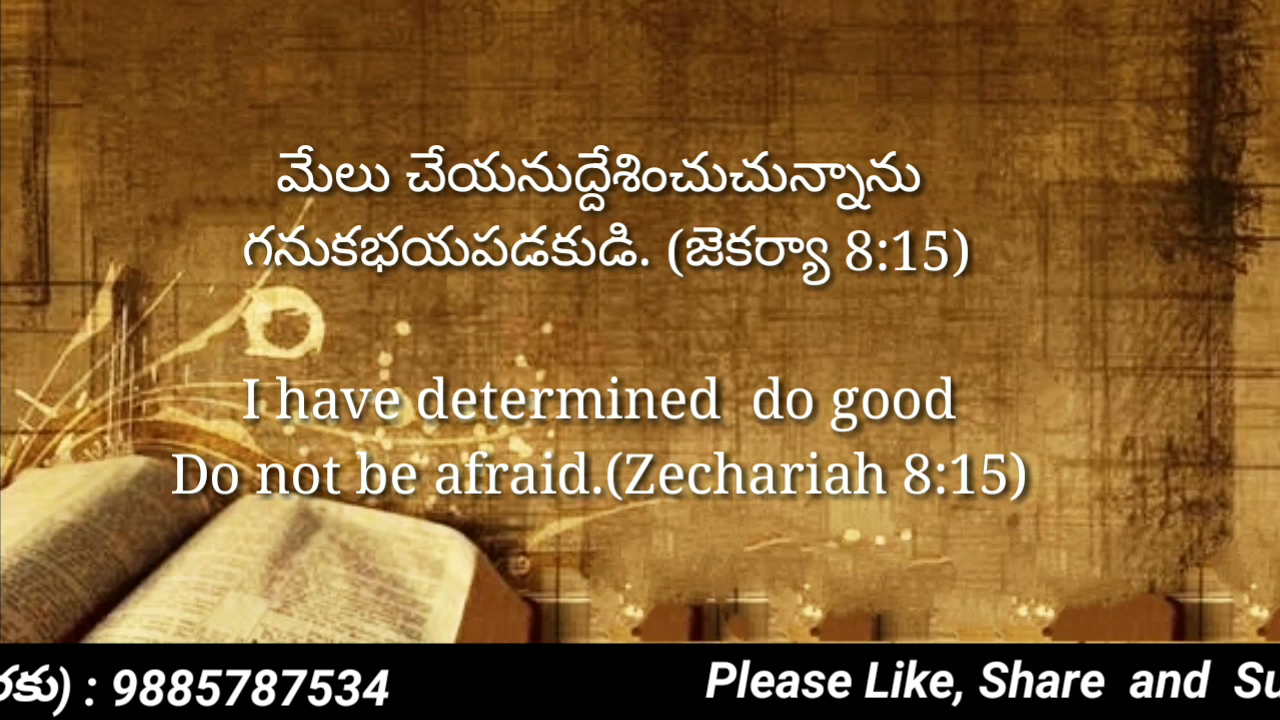 మేలు చేయనుద్దేశించుచున్నాను
గనుకభయపడకుడి. (జెకర్యా 8:15)
I have determined  do good
Do not be afraid.(Zechariah 8:15)
రకు) : 9885787534 Please Like, Share  and  Su